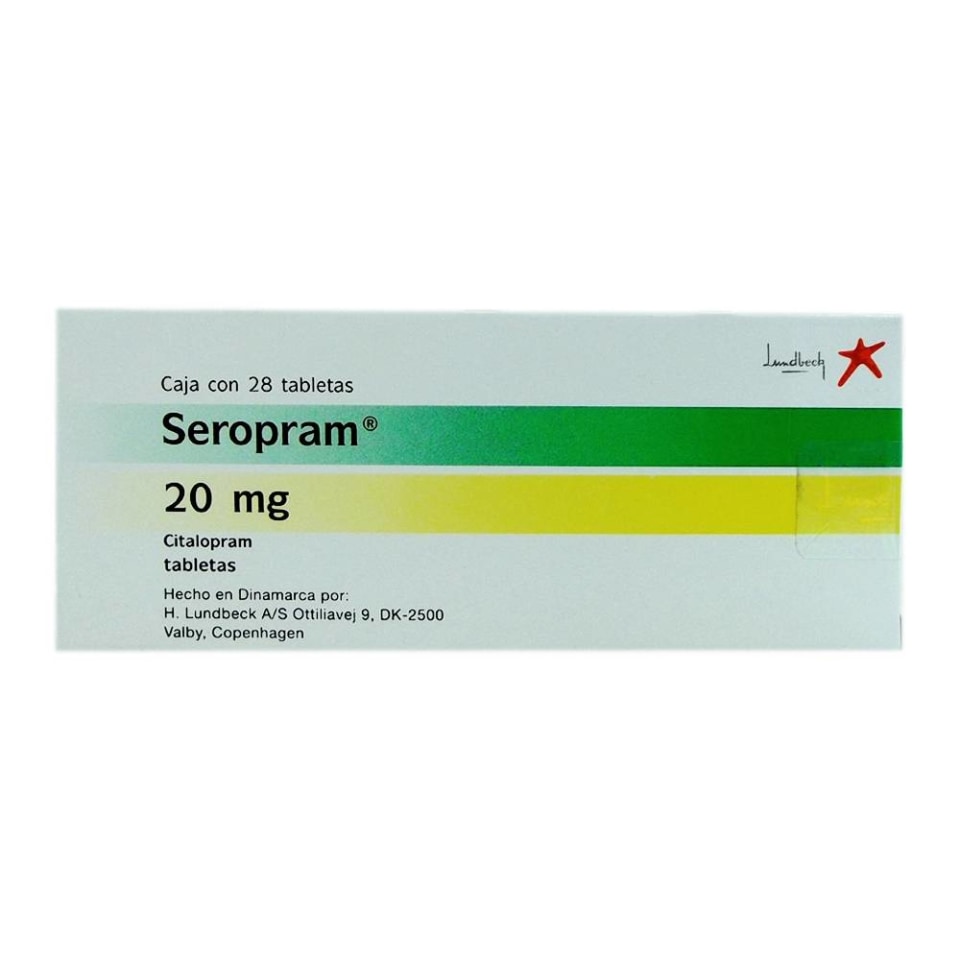 Lundbeck
Caja con 28 tabletas
Seropram®
20 mg
Citalopram
tabletas
Hecho en Dinamarca por:
H. Lundbeck A/S Ottiliavej 9, DK-2500
Valby, Copenhagen